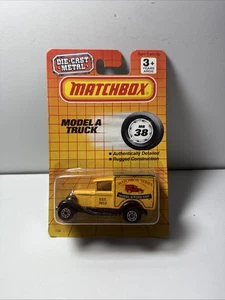 DIE-CAST
METAL
3+
MATCHBOX
MODEL A
TRUCK
NO
38
• Authentically Detailed
• Rugged Construction